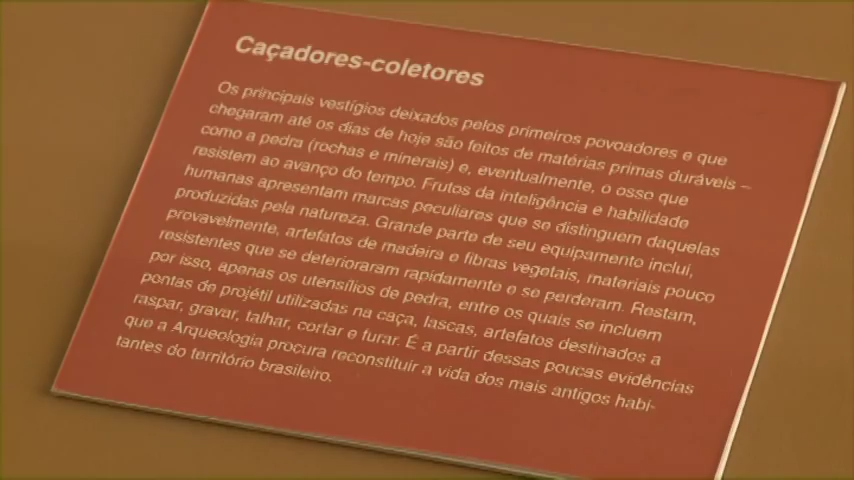 Caçadores-coletores
Os principais vestígios deixados pelos primeiros povoadores e que
chegaram até os dias de hoje são feitos de matérias primas duráveis –
como a pedra (rochas e minerais) e, eventualmente, o osso que
resistem ao avanço do tempo. Frutos da inteligência e habilidade
humanas apresentam marcas peculiares que se distinguem daquelas
produzidas pela natureza. Grande parte de seu equipamento inclui,
provavelmente, artefatos de madeira e fibras vegetais, materiais pouco
resistentes que se deterioraram rapidamente e se perderam. Restam,
por isso, apenas os utensílios de pedra, entre os quais se incluem
pontas de projétil utilizadas na caça, lascas, artefatos destinados a
raspar, gravar, talhar, cortar e furar. É a partir dessas poucas evidências
que a Arqueologia procura reconstituir a vida dos mais antigos habi-
tantes do território brasileiro.